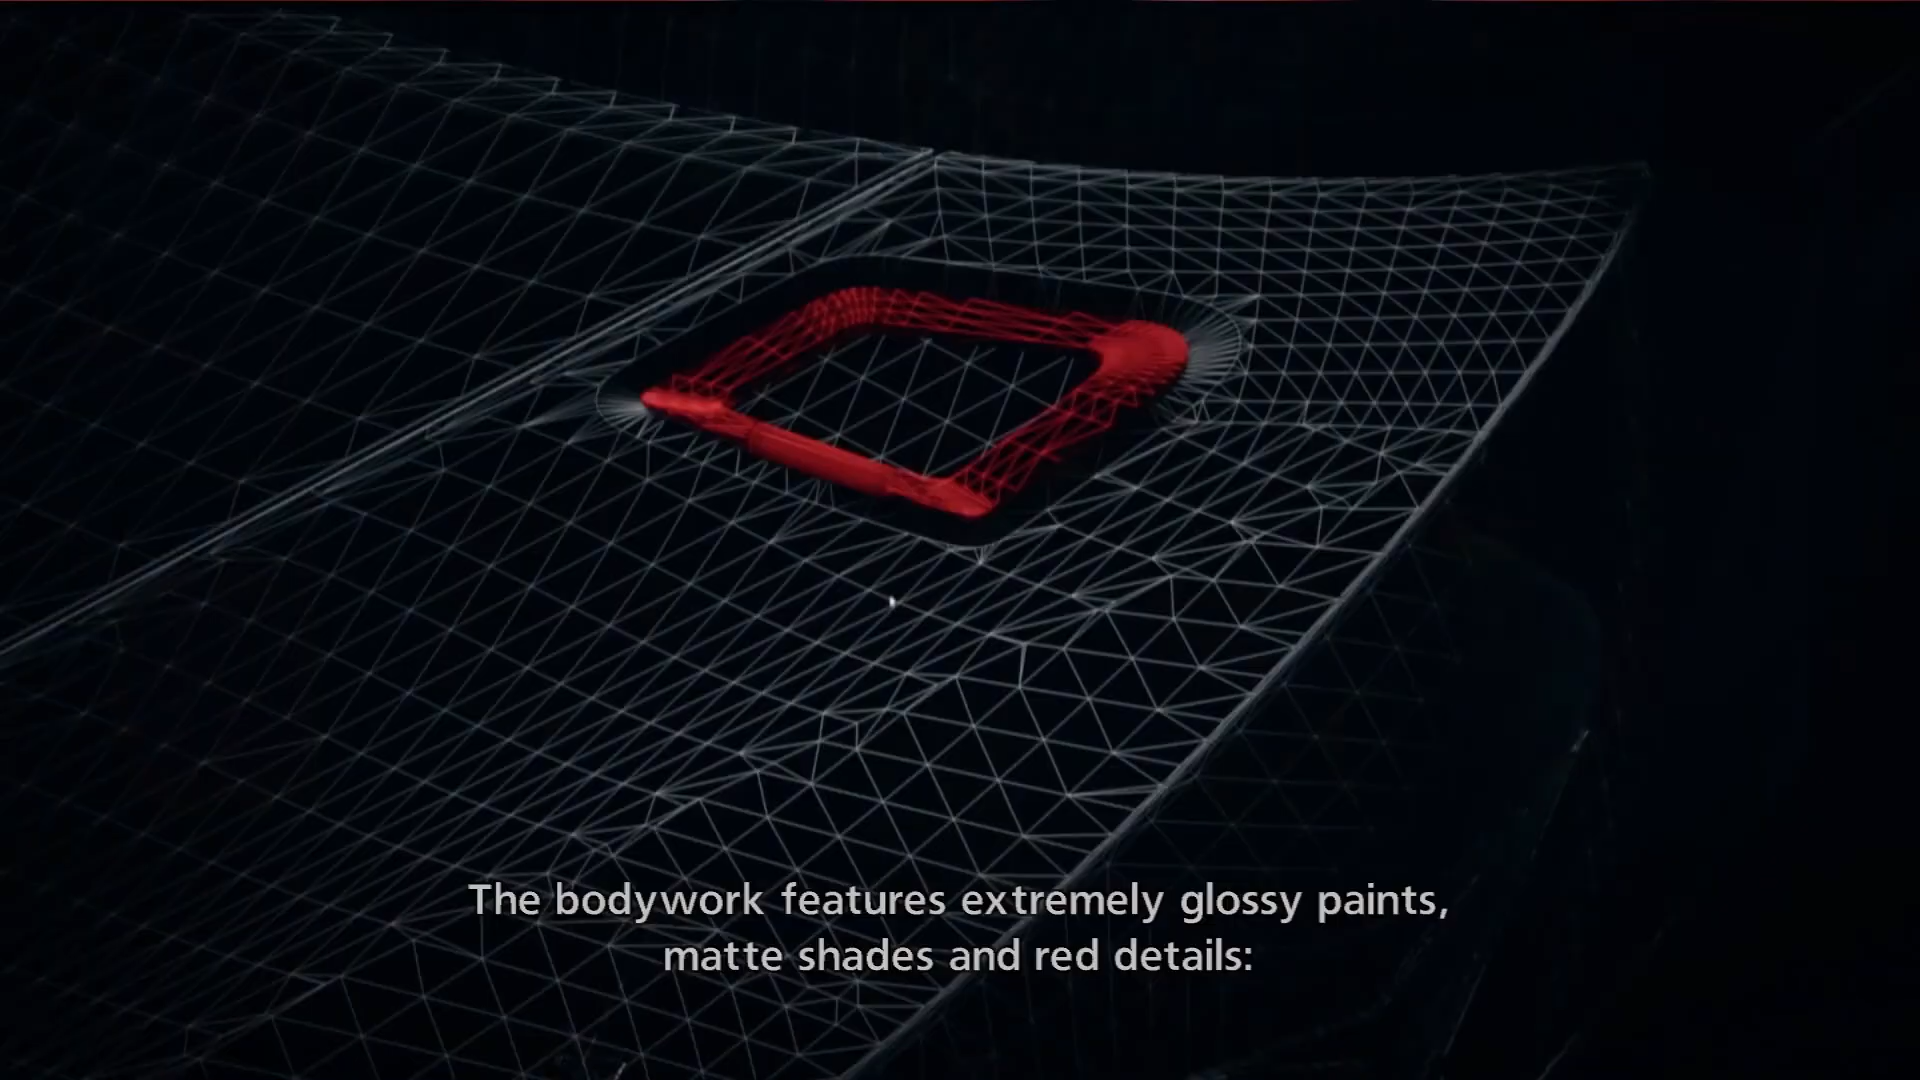 The bodywork features extremely glossy paints,
matte shades and red details: